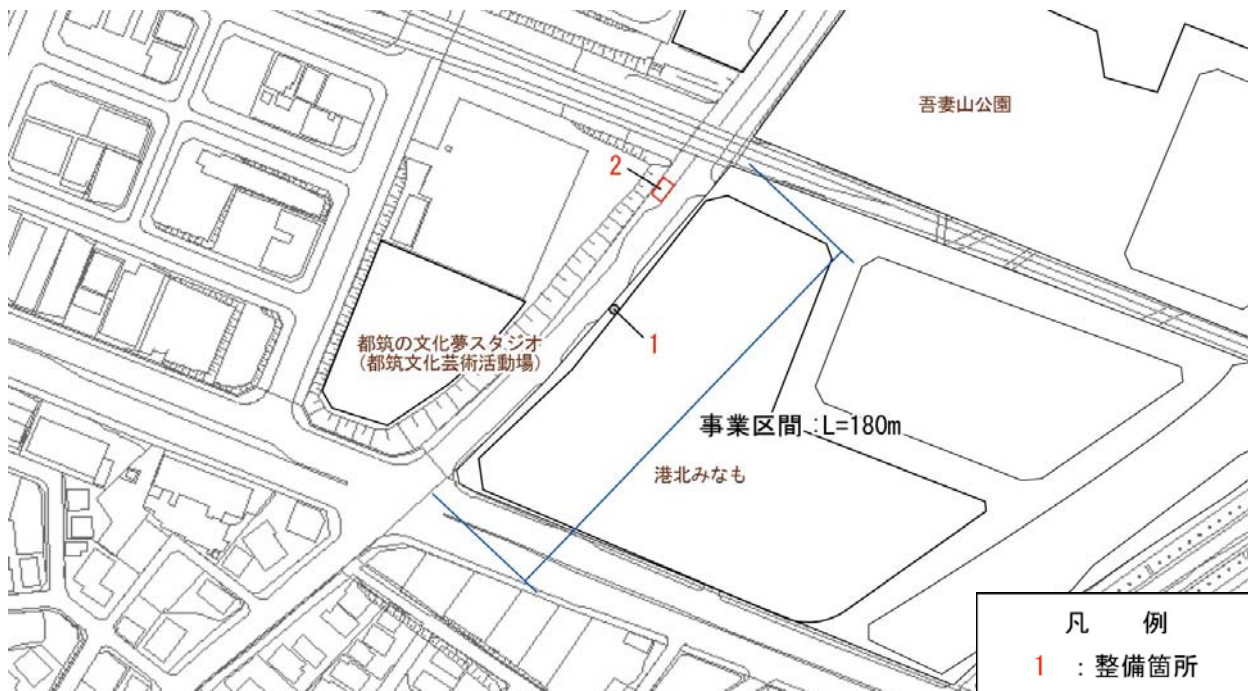 吾妻山公園
2
1
都筑の文化夢スタジオ
(都筑文化芸術活動場)
事業区間:L=180m
港北みなも
凡 例
1 :整備箇所